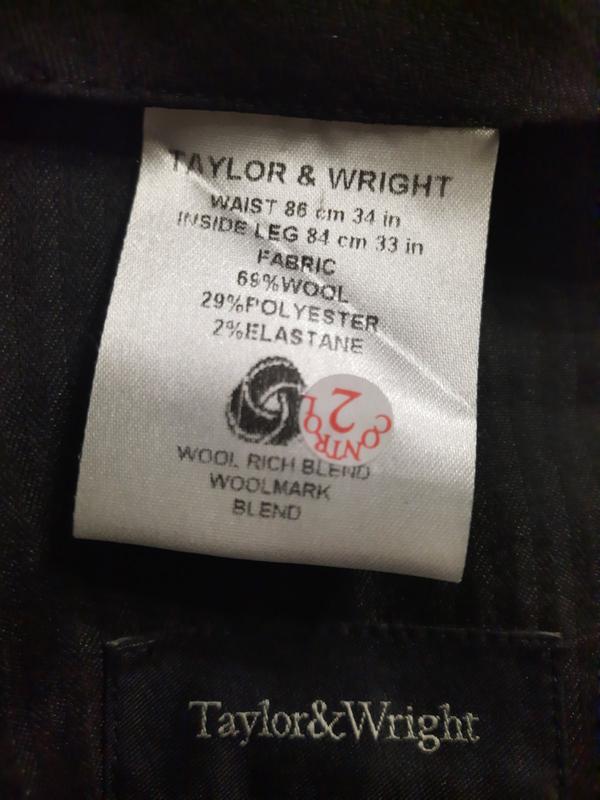 TAYLOR & WRIGHT
WAIST 86 cm 34 in
INSIDE LEG 84 cm 33 in
FABRIC
69%WOOL
29%POLYESTER
2%ELASTANE
2
CONTROL
WOOL RICH BLEND
WOOLMARK
BLEND
Taylor&Wright